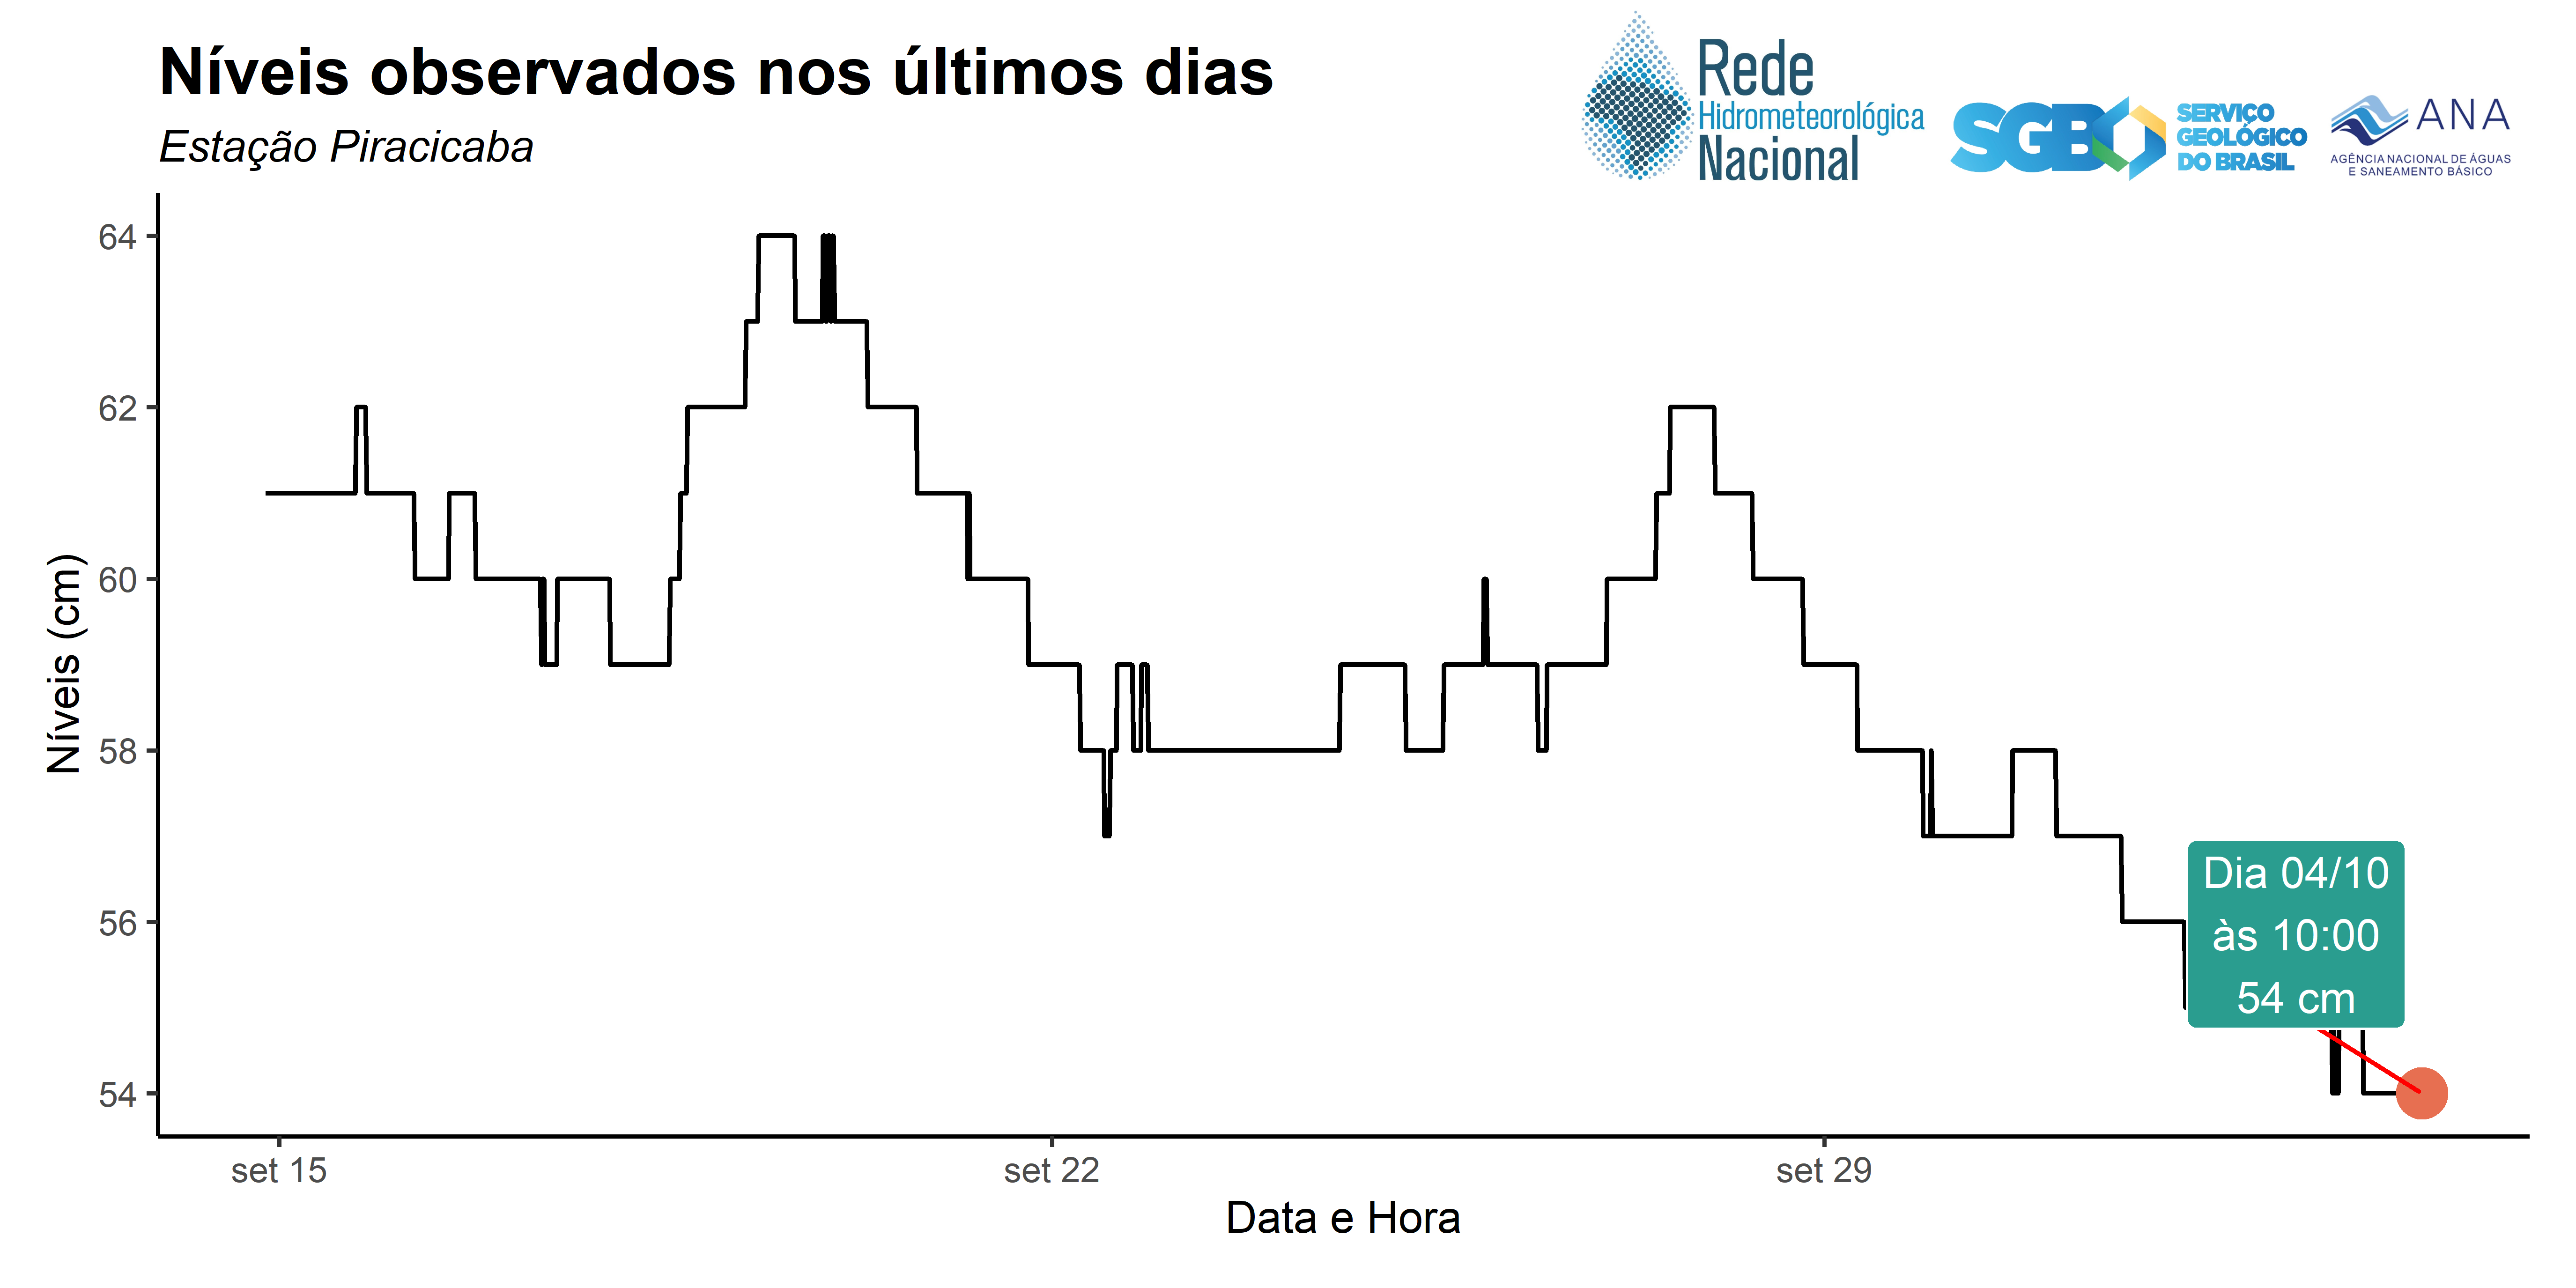 Níveis observados nos últimos dias
Estação Piracicaba
Rede
Hidrometeorológica
Nacional
SGB
SERVIÇO
GEOLÓGICO
DO BRASIL
ANA
AGÊNCIA NACIONAL DE ÁGUAS
E SANEAMENTO BÁSICO
Níveis (cm)
64
62
60
58
56
54
Dia 04/10
às 10:00
54 cm
set 15
set 22
set 29
Data e Hora